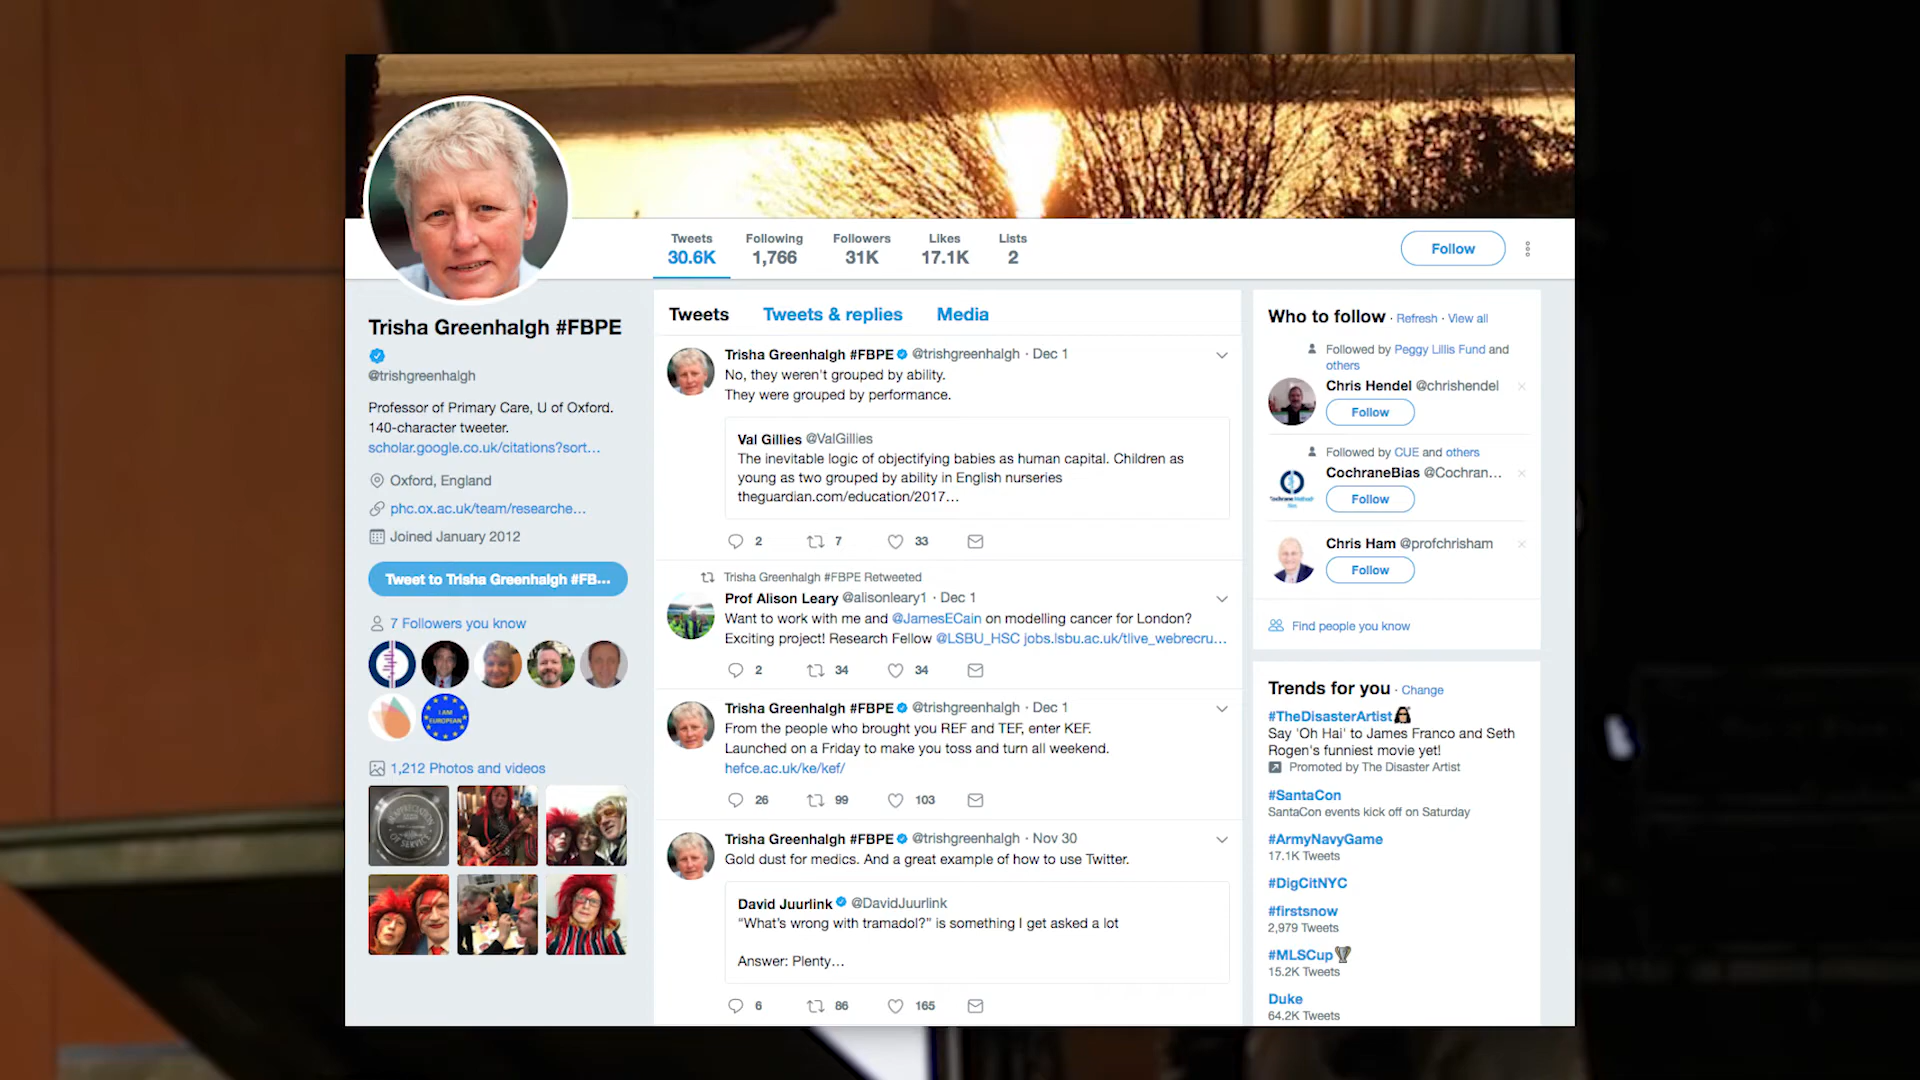 Tweets
30.6K
Following
1,766
Followers
31K
Likes
17.1K
Lists
2
Follow
Trisha Greenhalgh #FBPE
@trishgreenhalgh
Professor of Primary Care, U of Oxford.
140-character tweeter.
scholar.google.co.uk/citations?sort...
Oxford, England
phc.ox.ac.uk/team/researche...
Joined January 2012
Tweet to Trisha Greenhalgh #FB...
7 Followers you know
I AM
EUROPEAN
1,212 Photos and videos
Tweets
Tweets & replies
Media
Trisha Greenhalgh #FBPE @trishgreenhalgh · Dec 1
No, they weren't grouped by ability.
They were grouped by performance.
Val Gillies @ValGillies
The inevitable logic of objectifying babies as human capital. Children as
young as two grouped by ability in English nurseries
theguardian.com/education/2017...
2 7 33
Trisha Greenhalgh #FBPE Retweeted
Prof Alison Leary @alisonleary1 · Dec 1
Want to work with me and @JamesECain on modelling cancer for London?
Exciting project! Research Fellow @LSBU_HSC jobs.lsbu.ac.uk/tlive_webrecru...
2 34 34
Trisha Greenhalgh #FBPE @trishgreenhalgh · Dec 1
From the people who brought you REF and TEF, enter KEF.
Launched on a Friday to make you toss and turn all weekend.
hefce.ac.uk/ke/kef/
26 99 103
Trisha Greenhalgh #FBPE @trishgreenhalgh · Nov 30
Gold dust for medics. And a great example of how to use Twitter.
David Juurlink @DavidJuurlink
“What's wrong with tramadol?” is something I get asked a lot
Answer: Plenty...
6 86 165
Who to follow · Refresh · View all
Followed by Peggy Lillis Fund and
others
Chris Hendel @chrishendel
Follow
Followed by CUE and others
CochraneBias @Cochran...
Follow
Chris Ham @profchrisham
Follow
Find people you know
Trends for you · Change
#TheDisasterArtist
Say 'Oh Hai' to James Franco and Seth
Rogen's funniest movie yet!
Promoted by The Disaster Artist
#SantaCon
SantaCon events kick off on Saturday
#ArmyNavyGame
17.1K Tweets
#DigCitNYC
#firstsnow
2,979 Tweets
#MLSCup
15.2K Tweets
Duke
64.2K Tweets